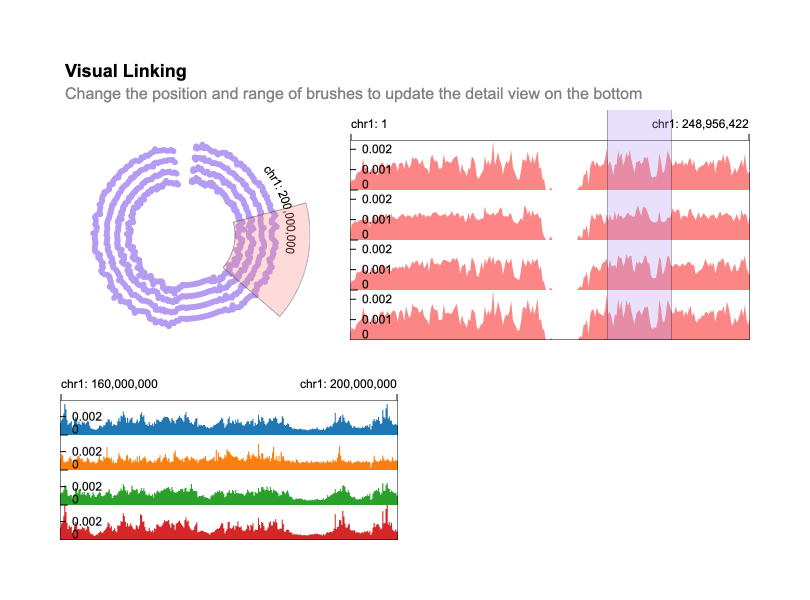 Visual Linking
Change the position and range of brushes to update the detail view on the bottom
chr1: 1
chr1: 248,956,422
chr1: 200,000,000
0.002
0.001
0
0.002
0.001
0
0.002
0.001
0
0.002
0.001
0
chr1: 160,000,000
chr1: 200,000,000
0.002
0
0.002
0
0.002
0
0.002
0